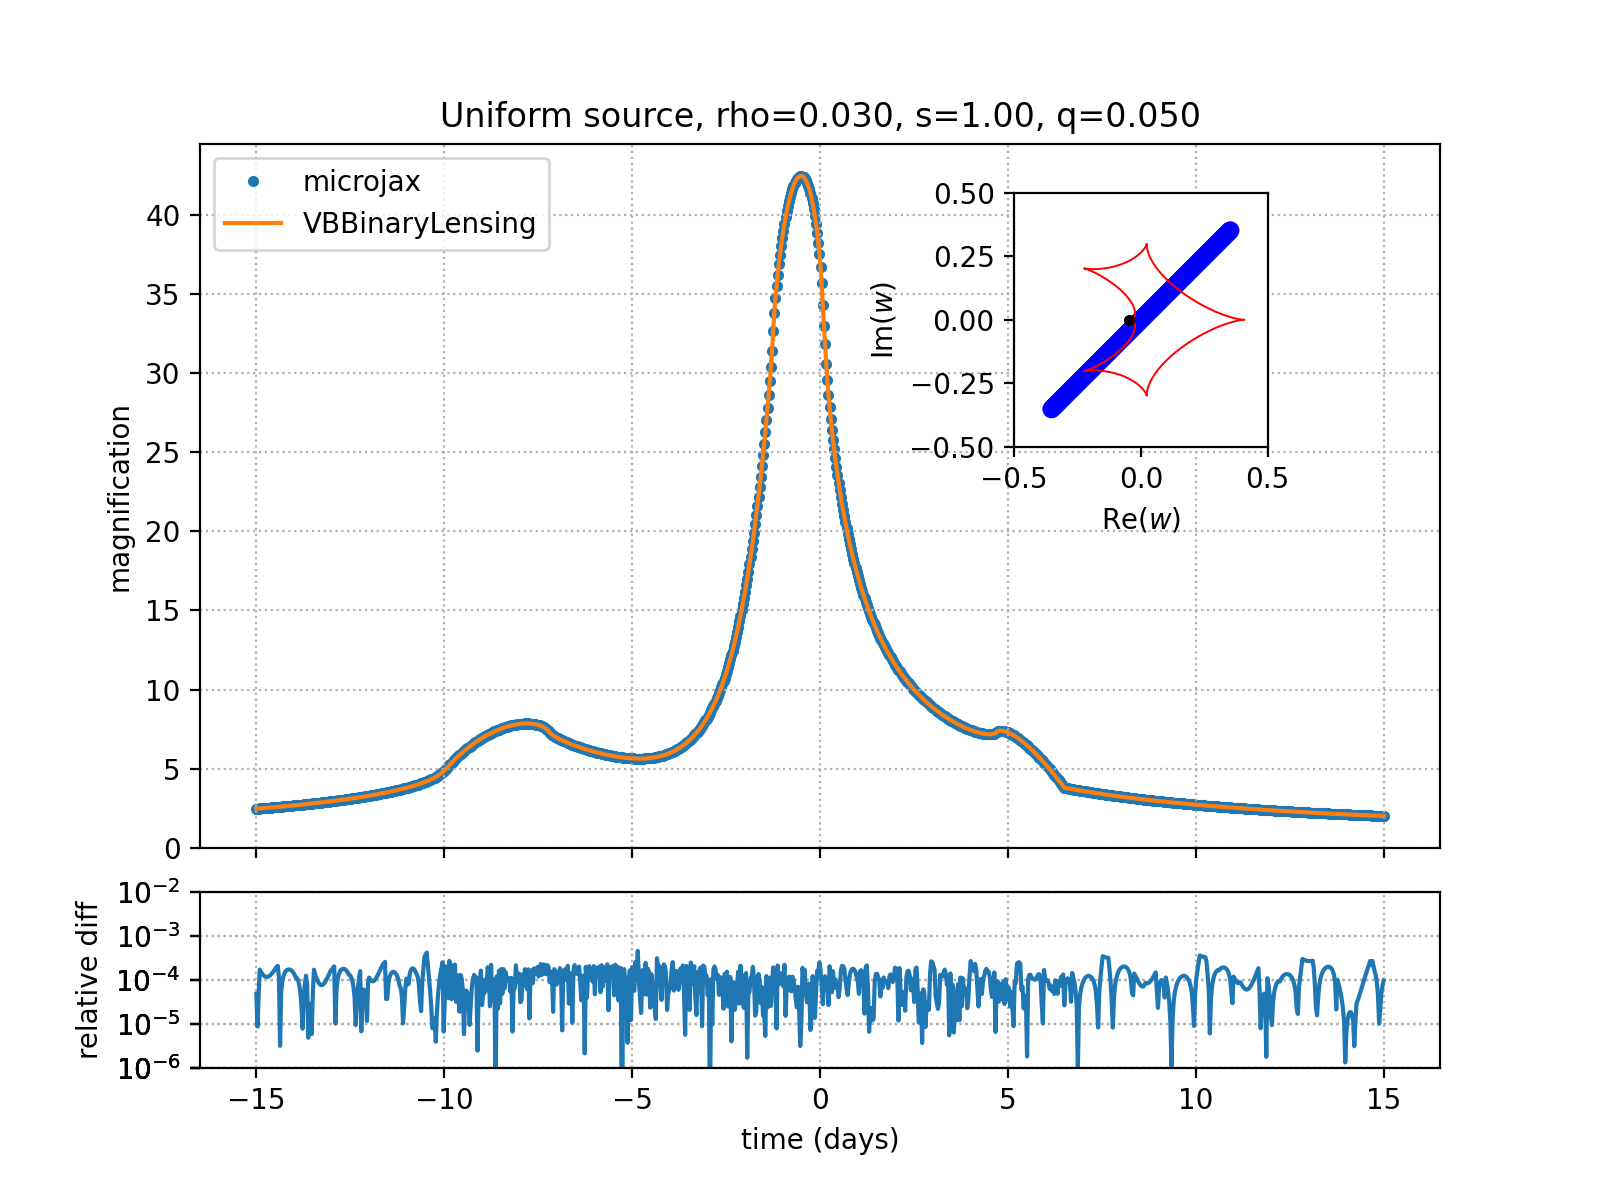 Uniform source, rho=0.030, s=1.00, q=0.050
microjax
VBBinaryLensing
magnification
40
35
30
25
20
15
10
5
0
Im(w)
0.50
0.25
0.00
−0.25
−0.50
−0.5 0.0 0.5
Re(w)
relative diff
10⁻²
10⁻³
10⁻⁴
10⁻⁵
10⁻⁶
−15 −10 −5 0 5 10 15
time (days)